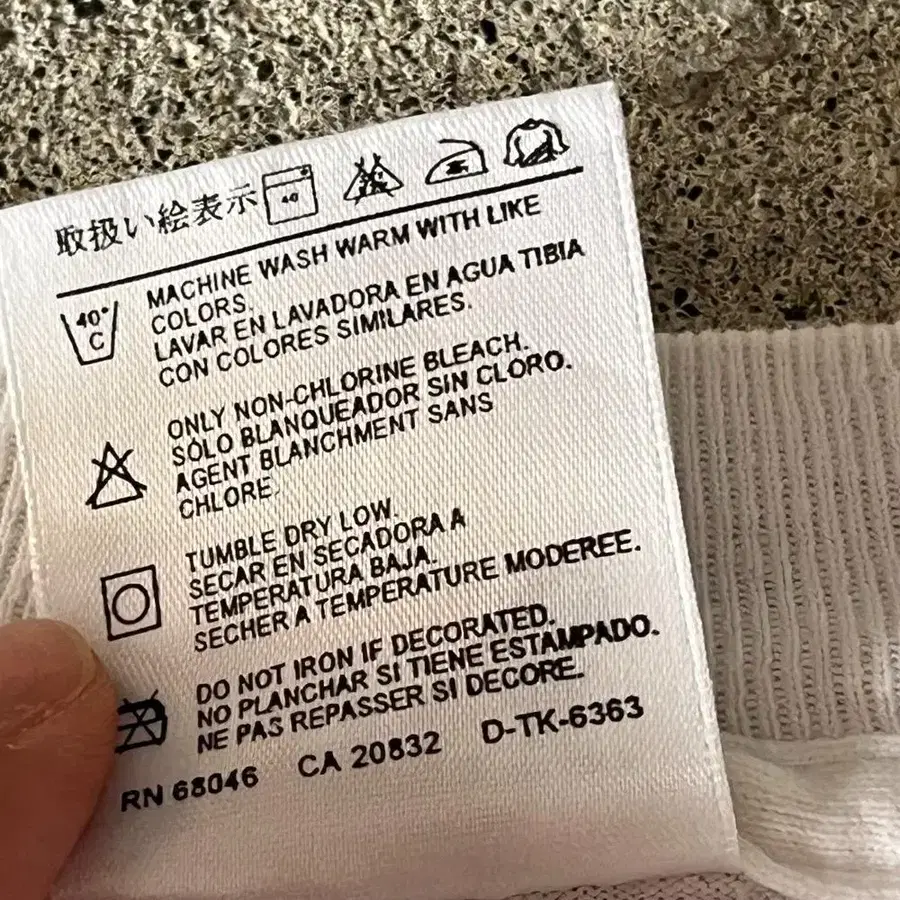 取扱い絵表示 40
MACHINE WASH WARM WITH LIKE
COLORS.
LAVAR EN LAVADORA EN AGUA TIBIA
CON COLORES SIMILARES.
40°
C
ONLY NON-CHLORINE BLEACH.
SÓLO BLANQUEADOR SIN CLORO.
AGENT BLANCHMENT SANS
CHLORE.
TUMBLE DRY LOW.
SECAR EN SECADORA A
TEMPERATURA BAJA.
SECHER A TEMPERATURE MODEREE.
DO NOT IRON IF DECORATED.
NO PLANCHAR SI TIENE ESTAMPADO.
NE PAS REPASSER SI DECORE.
RN 68046 CA 20832 D-TK-6363